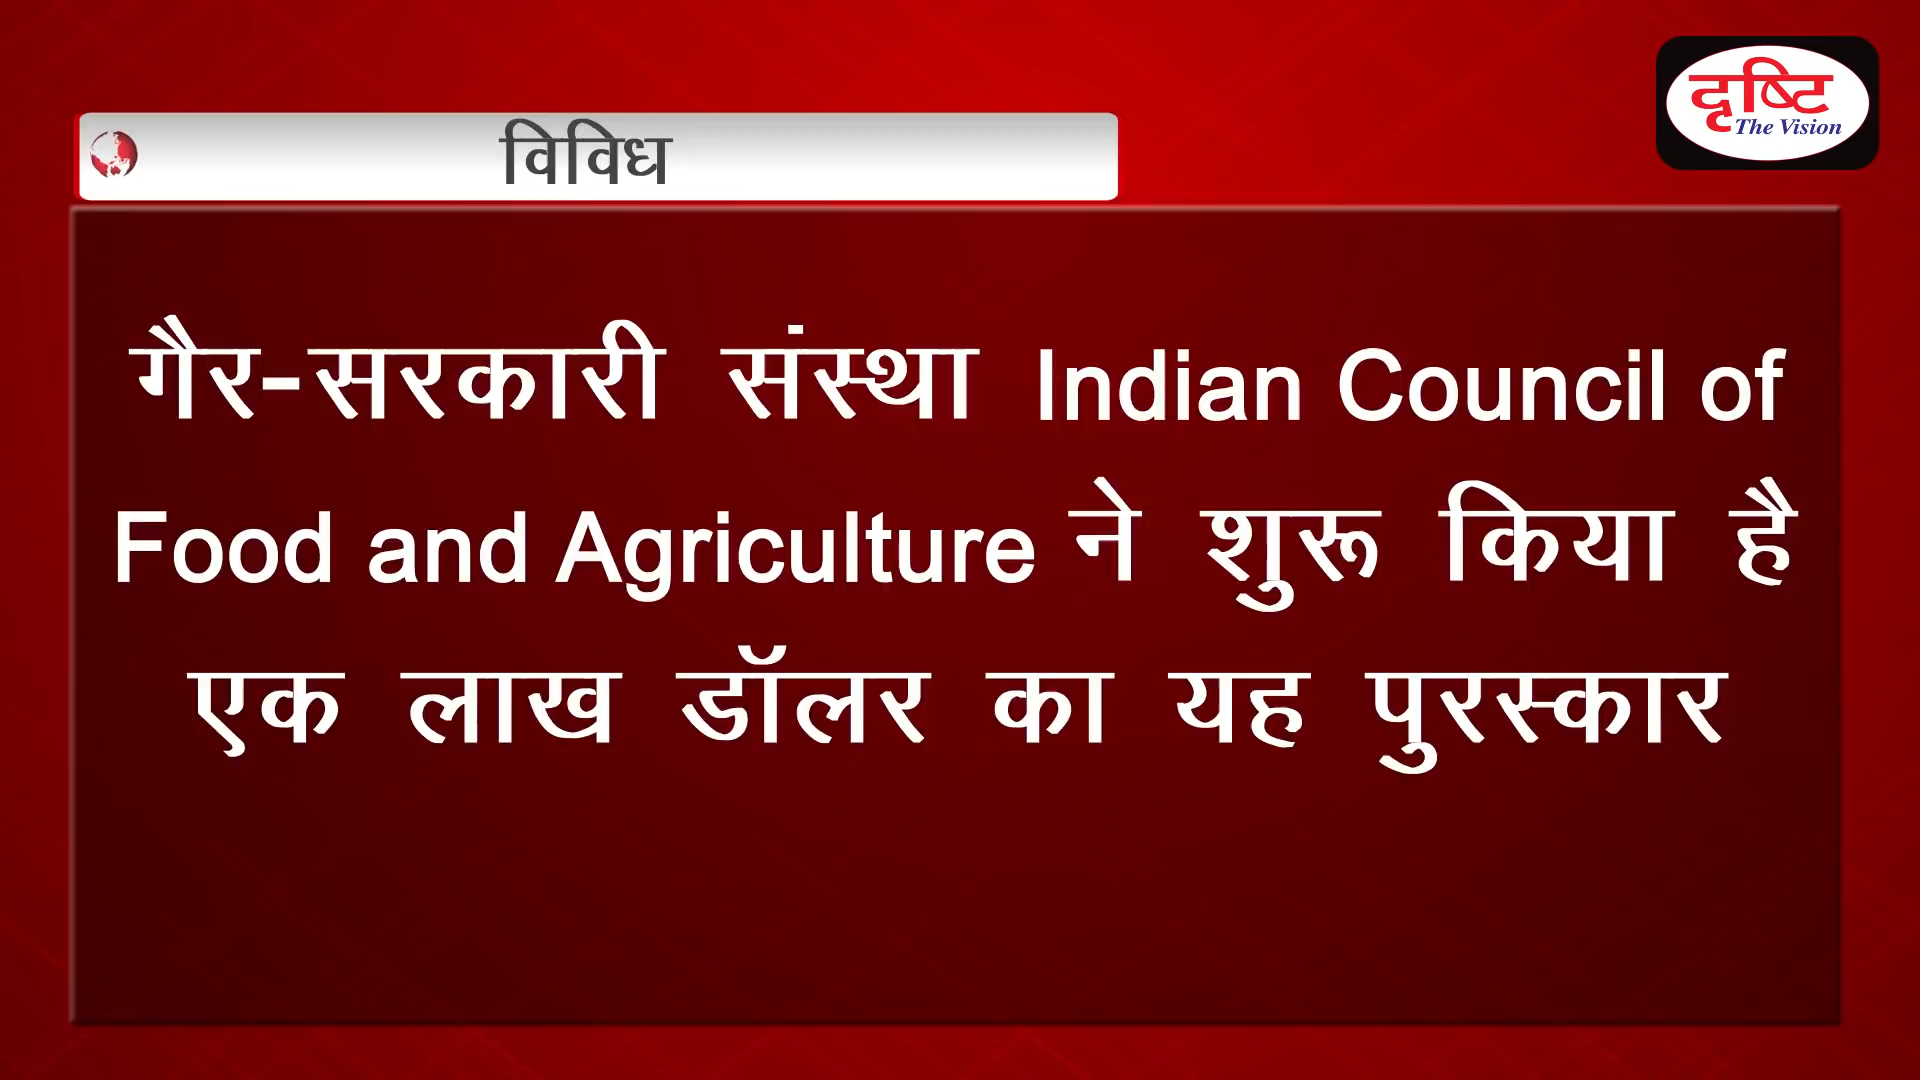 दृष्टि
The Vision
विविध
गैर-सरकारी संस्था Indian Council of
Food and Agriculture ने शुरू किया है
एक लाख डॉलर का यह पुरस्कार